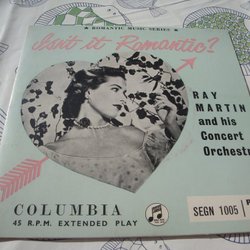 ★ ROMANTIC MUSIC SERIES ★
Isn't it Romantic?
RAY
MARTIN
and his
Concert
Orchestra
COLUMBIA
45 R.P.M. EXTENDED PLAY
SEGN 1005